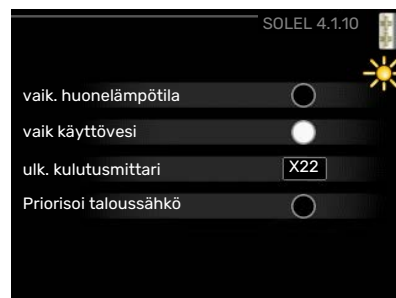 SOLEL 4.1.10
vaik. huonelämpötila
vaik käyttövesi
ulk. kulutusmittari X22
Priorisoi taloussähkö